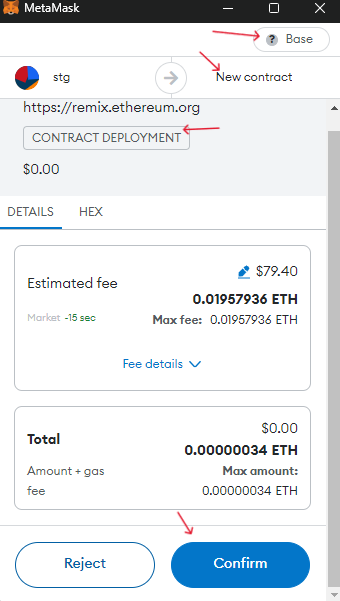 MetaMask
? Base
stg New contract
https://remix.ethereum.org
CONTRACT DEPLOYMENT
$0.00
DETAILS HEX
$79.40
Estimated fee
0.01957936 ETH
Market -15 sec Max fee: 0.01957936 ETH
Fee details
$0.00
Total
0.00000034 ETH
Amount + gas Max amount:
fee 0.00000034 ETH
Reject Confirm